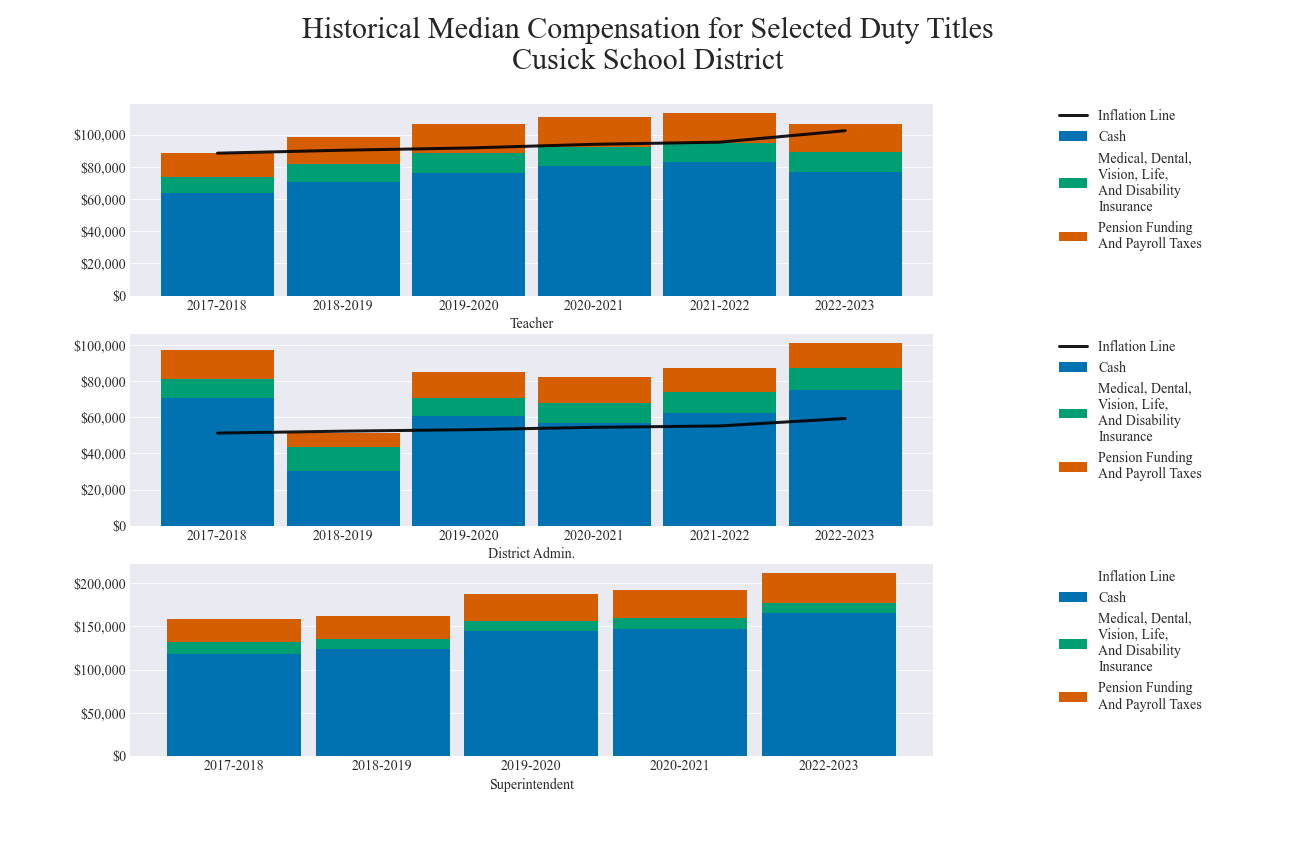 Historical Median Compensation for Selected Duty Titles
Cusick School District
$100,000
$80,000
$60,000
$40,000
$20,000
$0
2017-2018 2018-2019 2019-2020 2020-2021 2021-2022 2022-2023
Teacher
Inflation Line
Cash
Medical, Dental,
Vision, Life,
And Disability
Insurance
Pension Funding
And Payroll Taxes
$100,000
$80,000
$60,000
$40,000
$20,000
$0
2017-2018 2018-2019 2019-2020 2020-2021 2021-2022 2022-2023
District Admin.
Inflation Line
Cash
Medical, Dental,
Vision, Life,
And Disability
Insurance
Pension Funding
And Payroll Taxes
$200,000
$150,000
$100,000
$50,000
$0
2017-2018 2018-2019 2019-2020 2020-2021 2022-2023
Superintendent
Inflation Line
Cash
Medical, Dental,
Vision, Life,
And Disability
Insurance
Pension Funding
And Payroll Taxes